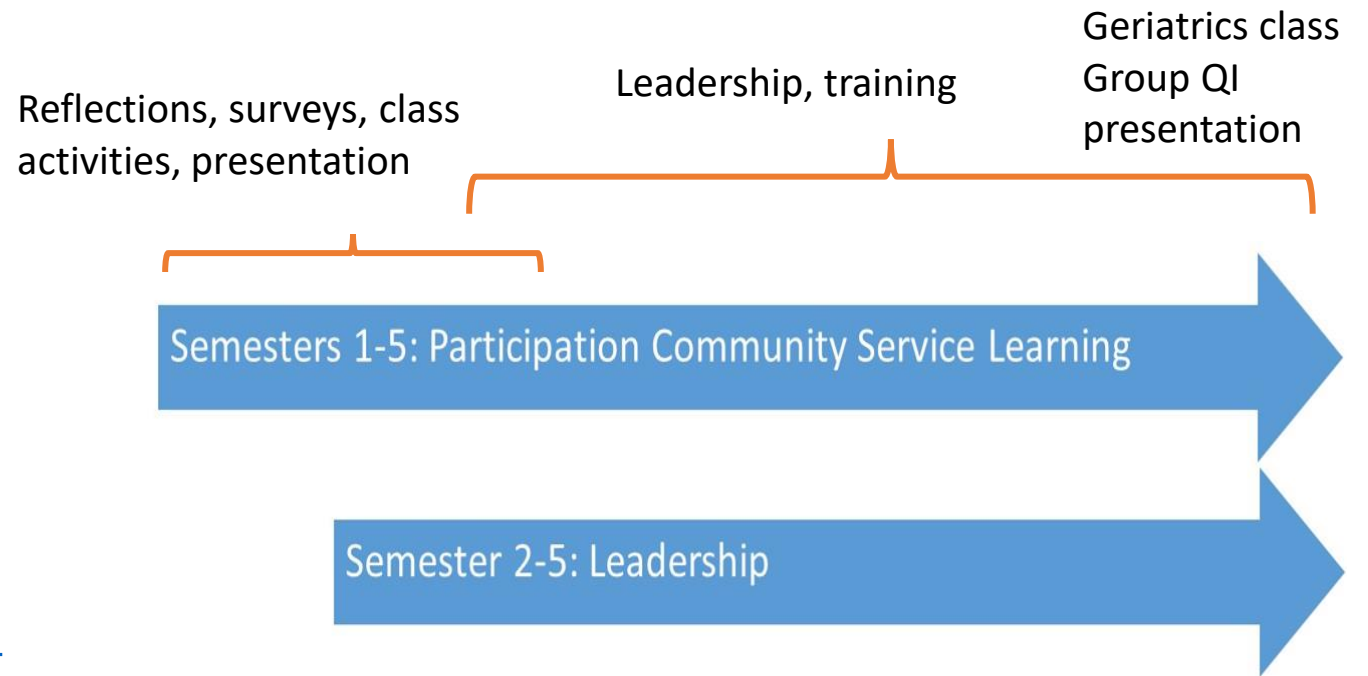 Geriatrics class
Group QI
presentation
Leadership, training
Reflections, surveys, class
activities, presentation
Semesters 1-5: Participation Community Service Learning
Semester 2-5: Leadership